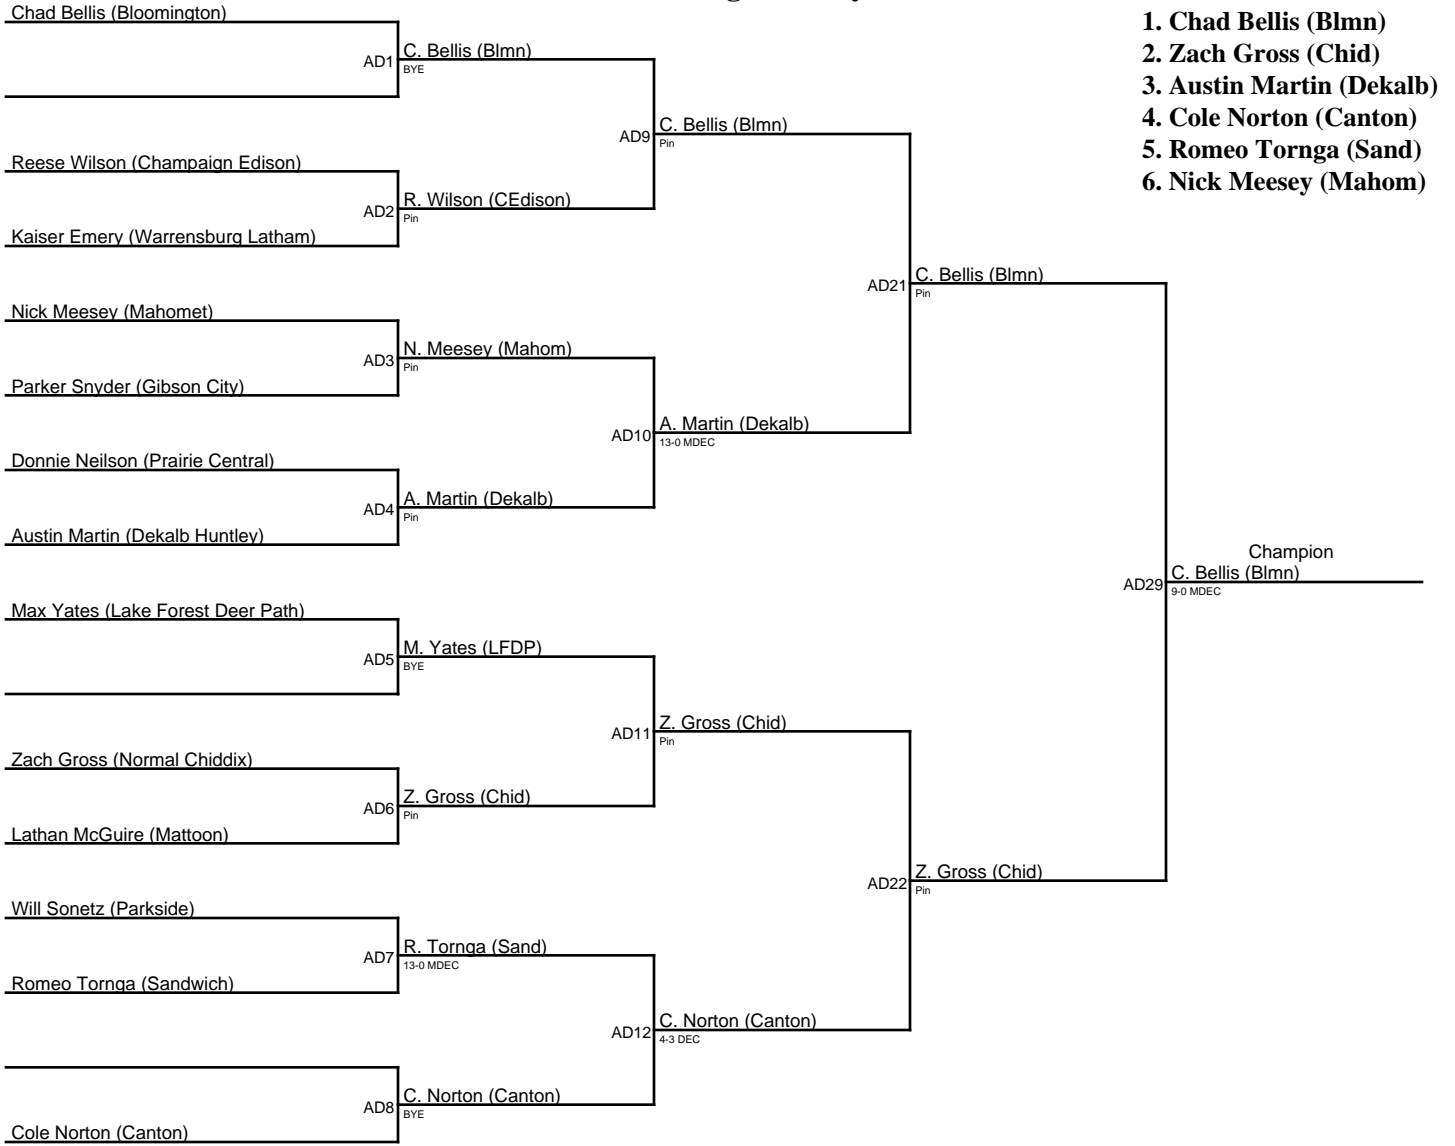 Chad Bellis (Bloomington)
AD1
C. Bellis (Blmn)
BYE
AD9
C. Bellis (Blmn)
Pin
Reese Wilson (Champaign Edison)
AD2
R. Wilson (CEdison)
Pin
Kaiser Emery (Warrensburg Latham)
AD21
C. Bellis (Blmn)
Pin
Nick Meesey (Mahomet)
AD3
N. Meesey (Mahom)
Pin
Parker Snyder (Gibson City)
AD10
A. Martin (Dekalb)
13-0 MDEC
Donnie Neilson (Prairie Central)
AD4
A. Martin (Dekalb)
Pin
Austin Martin (Dekalb Huntley)
Champion
AD29
C. Bellis (Blmn)
9-0 MDEC
Max Yates (Lake Forest Deer Path)
AD5
M. Yates (LFDP)
BYE
AD11
Z. Gross (Chid)
Pin
Zach Gross (Normal Chiddix)
AD6
Z. Gross (Chid)
Pin
Lathan McGuire (Mattoon)
AD22
Z. Gross (Chid)
Pin
Will Sonetz (Parkside)
AD7
R. Tornga (Sand)
13-0 MDEC
Romeo Tornga (Sandwich)
AD12
C. Norton (Canton)
4-3 DEC
AD8
C. Norton (Canton)
BYE
Cole Norton (Canton)
1. Chad Bellis (Blmn)
2. Zach Gross (Chid)
3. Austin Martin (Dekalb)
4. Cole Norton (Canton)
5. Romeo Tornga (Sand)
6. Nick Meesey (Mahom)